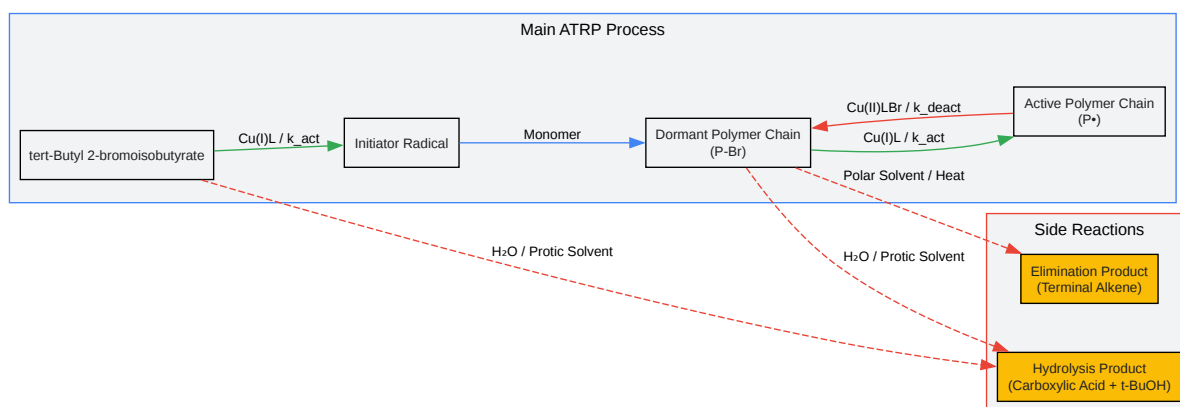 Main ATRP Process
tert-Butyl 2-bromoisobutyrate
Cu(I)L / k_act
Initiator Radical
Monomer
Dormant Polymer Chain
(P-Br)
Cu(II)LBr / k_deact
Cu(I)L / k_act
Active Polymer Chain
(P•)
Polar Solvent / Heat
H₂O / Protic Solvent
H₂O / Protic Solvent
Side Reactions
Elimination Product
(Terminal Alkene)
Hydrolysis Product
(Carboxylic Acid + t-BuOH)